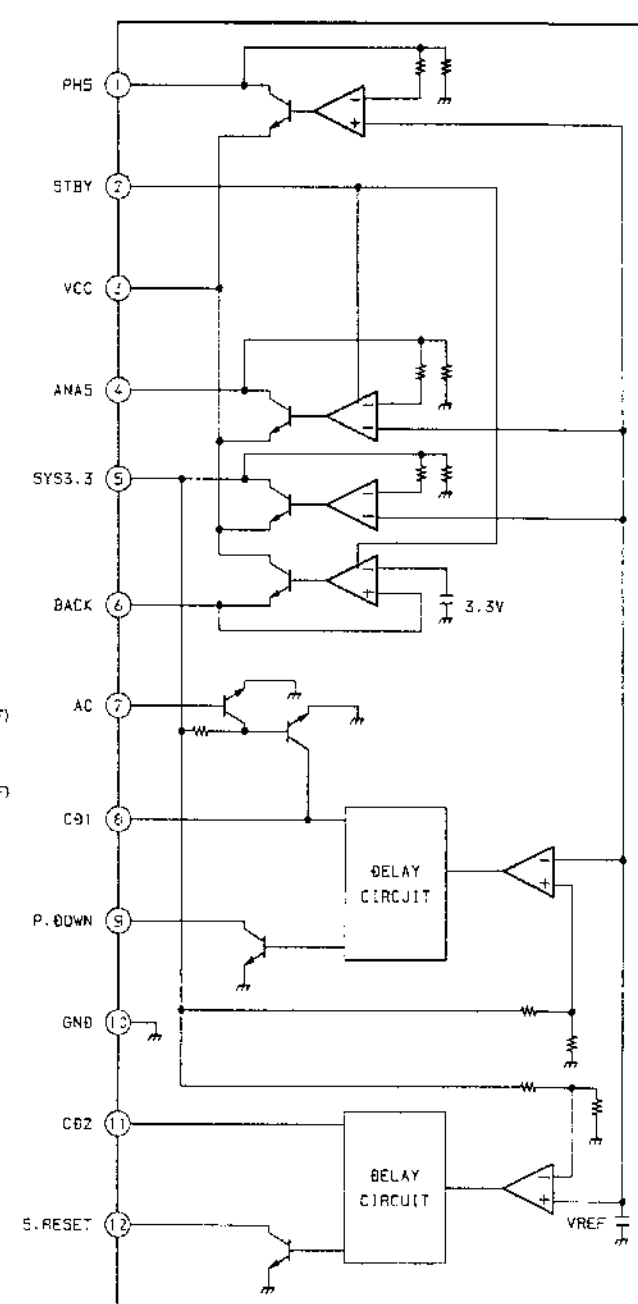 PHS 1
STBY 2
VCC 3
ANAS 4
SYS3.3 5
BACK 6
3.3V
F)
AC 7
F)
CD1 8
DELAY
CIRCUIT
P.DOWN 9
GND 10
CD2 11
DELAY
CIRCUIT
VREF
S.RESET 12